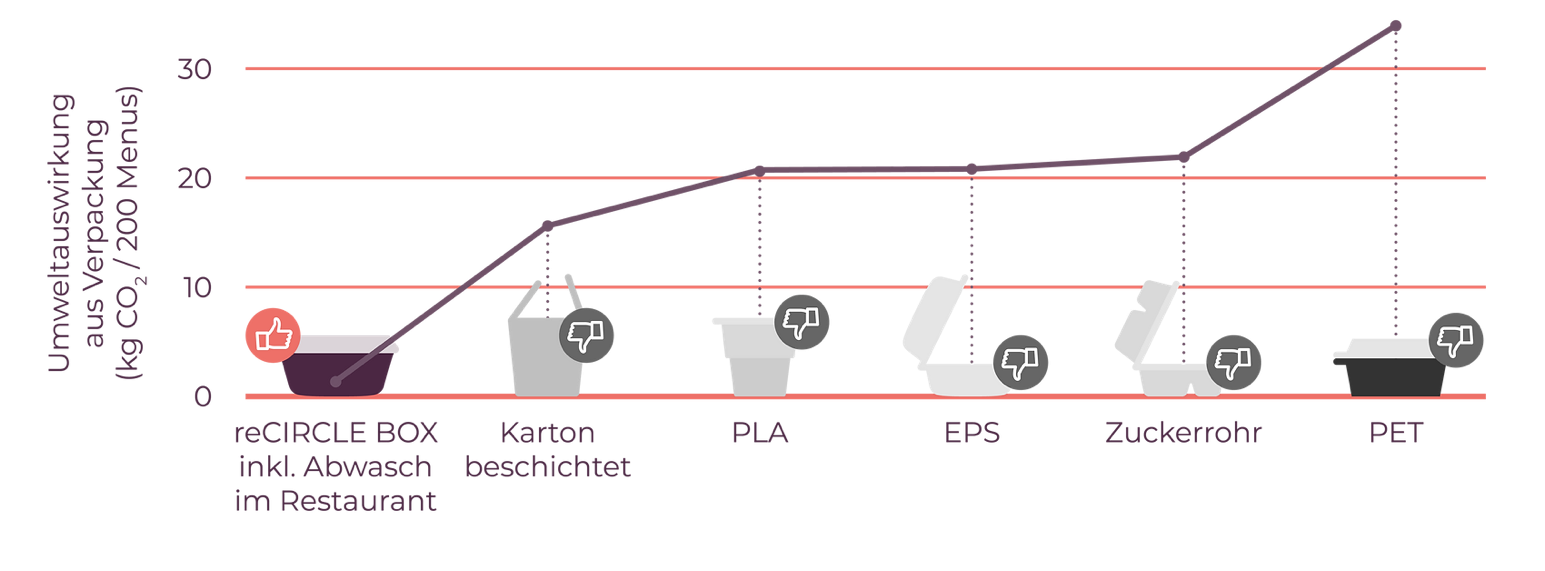 Umweltauswirkung
aus Verpackung
(kg CO₂ / 200 Menus)
30
20
10
0
reCIRCLE BOX
inkl. Abwasch
im Restaurant
Karton
beschichtet
PLA
EPS
Zuckerrohr
PET